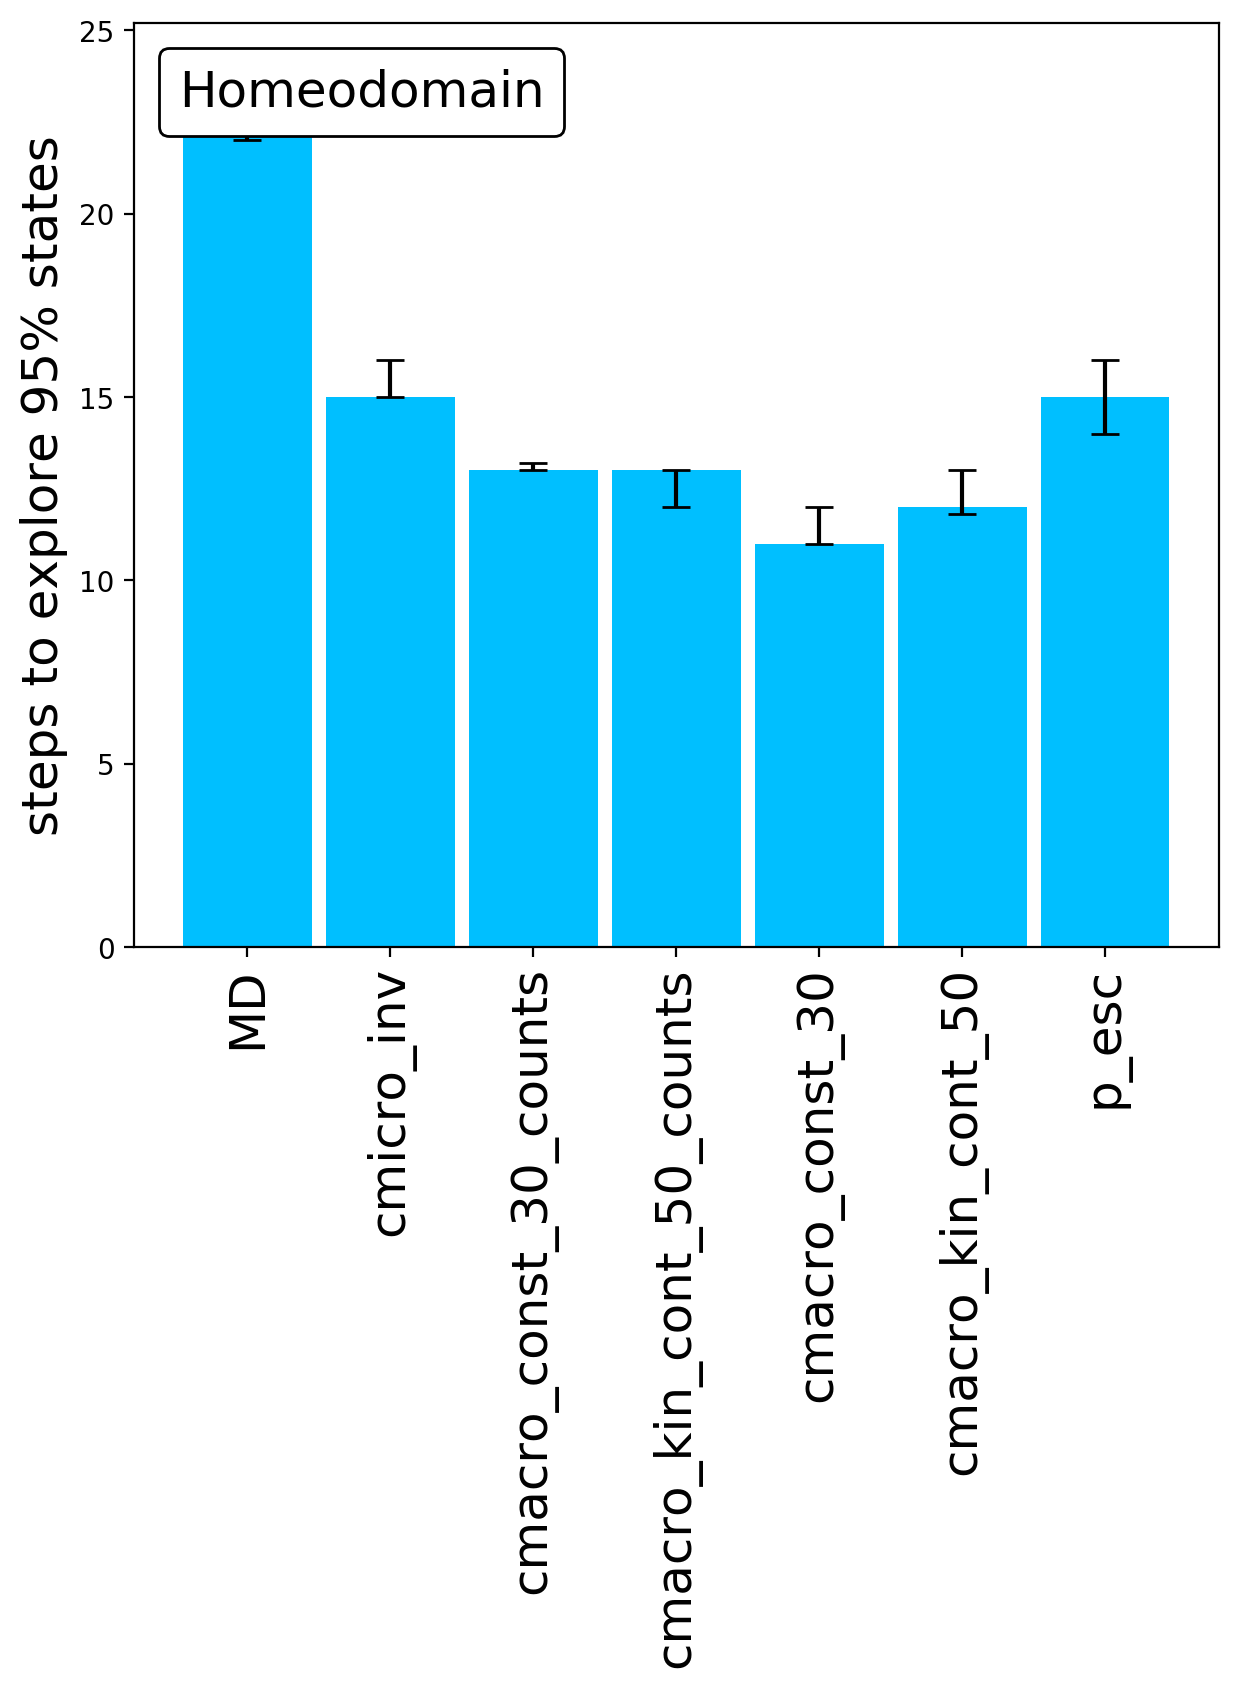 Homeodomain
steps to explore 95% states
25
20
15
10
5
0
MD
cmicro_inv
cmacro_const_30_counts
cmacro_kin_cont_50_counts
cmacro_const_30
cmacro_kin_cont_50
p_esc